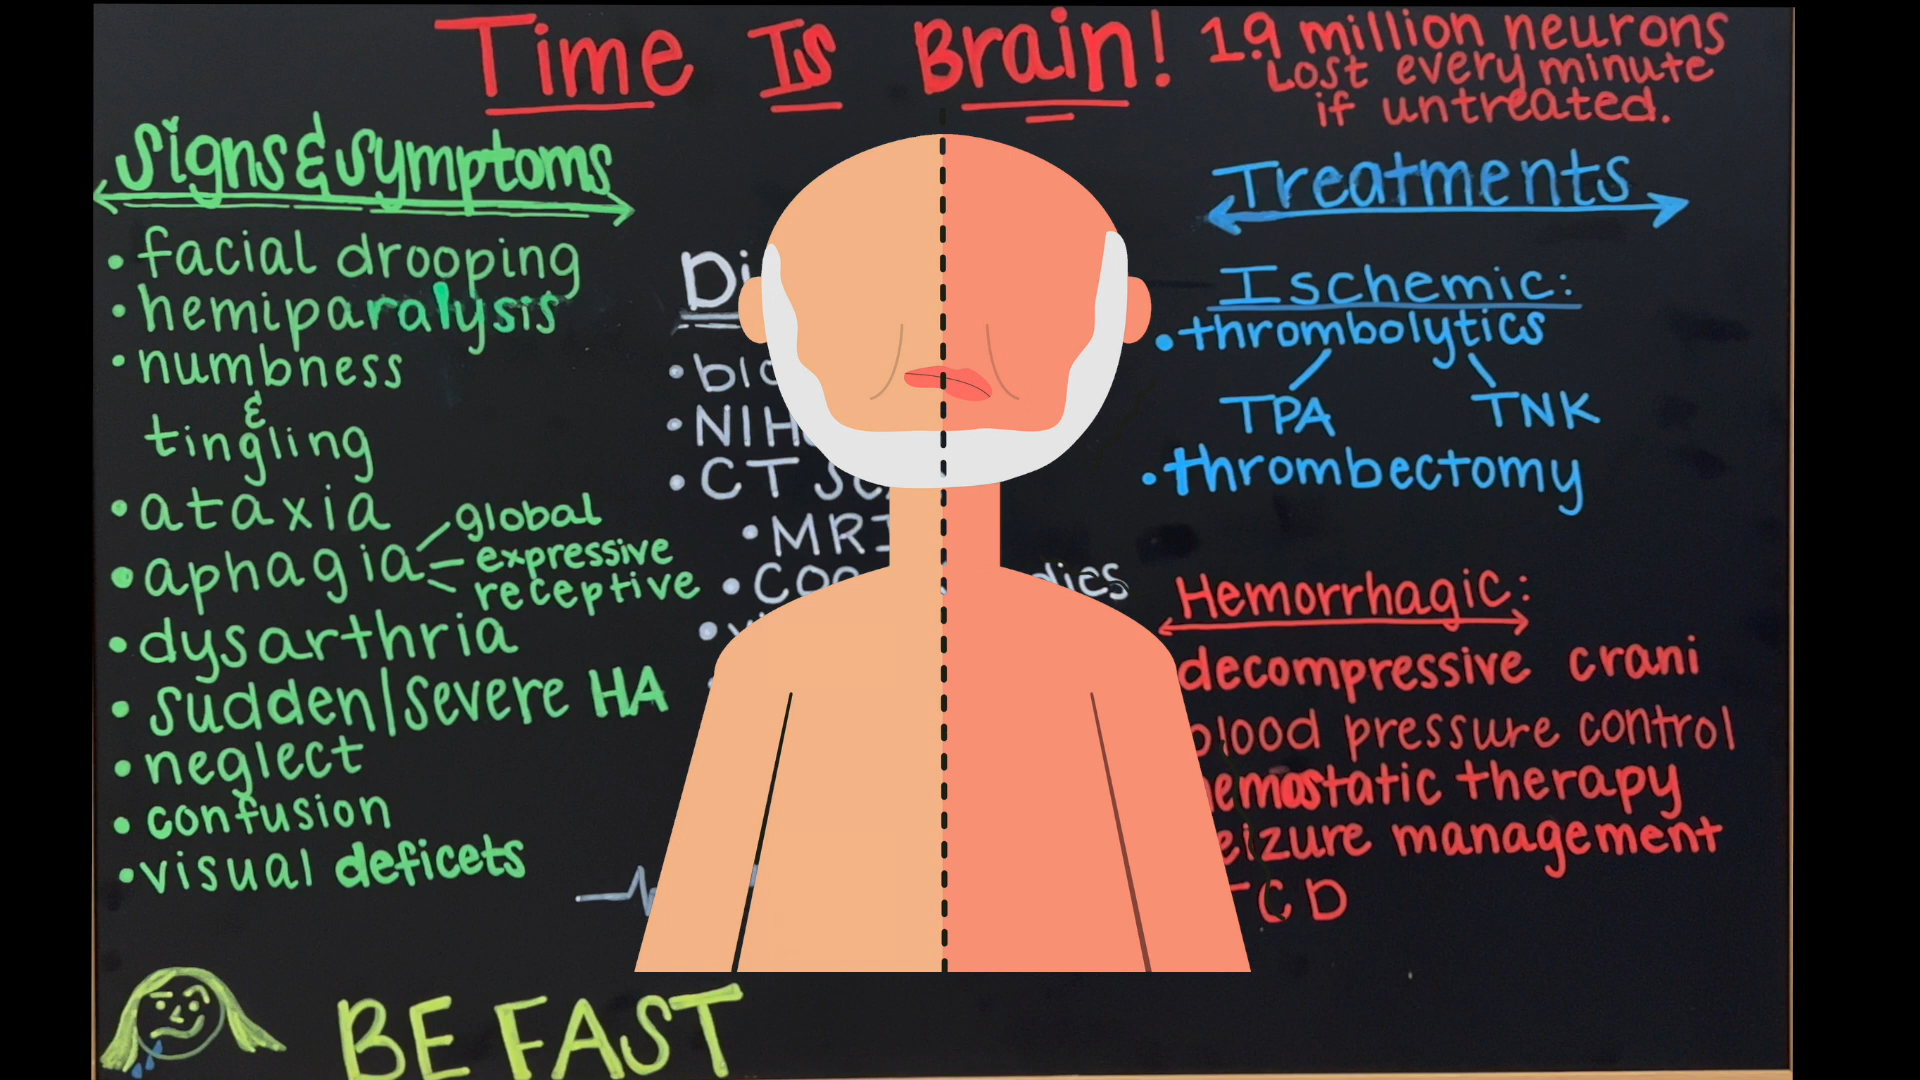 Time Is Brain!
1.9 million neurons
Lost every minute
if untreated.
Signs & Symptoms
• facial drooping
• hemiparalysis
• numbness
&
tingling
• ataxia
• aphagia
global
expressive
receptive
• dysarthria
• sudden/severe HA
• neglect
• confusion
• visual deficets
BE FAST
• CT
• MRI
Treatments
Ischemic:
• thrombolytics
TPA TNK
• thrombectomy
Hemorrhagic:
decompressive crani
blood pressure control
hemostatic therapy
seizure management
TCD